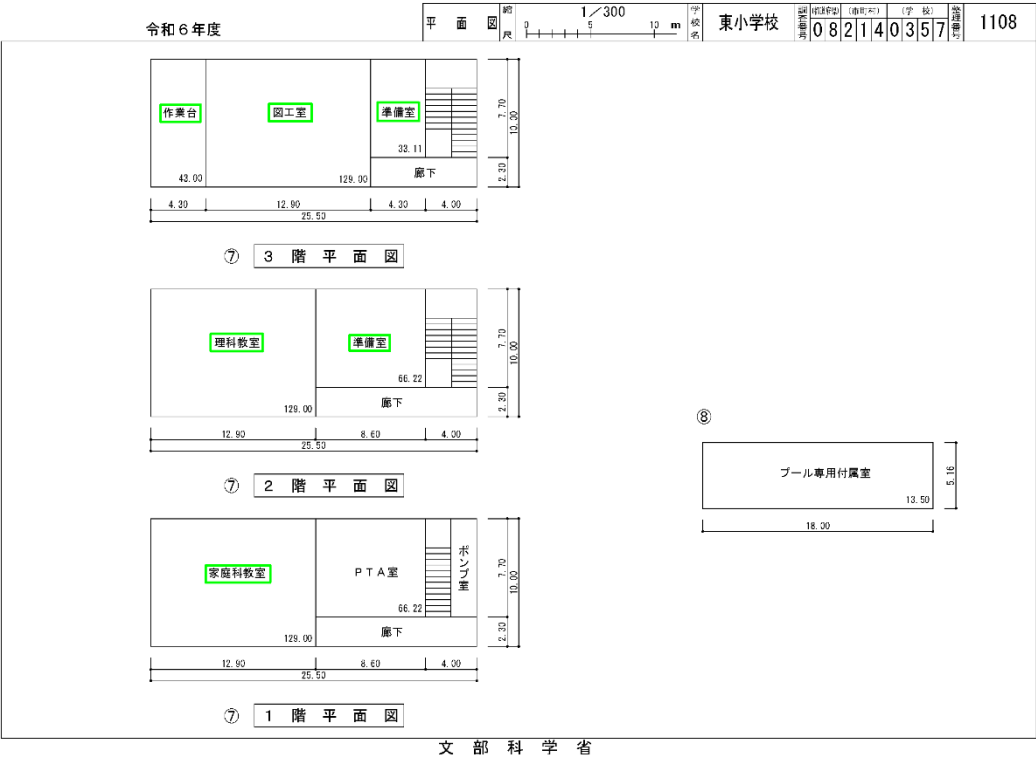 令和６年度
平面図 縮尺 1／300 0 5 10 m 学校名 東小学校 調査番号 (都道府県) 08 (市町村) 214 (学校) 0357 整理番号 1108
作業台 図工室 準備室
33.11
廊下
43.00 129.00
7.70 2.30 10.00
4.30 12.90 4.30 4.00
25.50
⑦ 3階平面図
理科教室 準備室
66.22
廊下
129.00
7.70 2.30 10.00
12.90 8.60 4.00
25.50
⑦ 2階平面図
⑧
プール専用付属室
13.50
5.16
18.00
家庭科教室 ＰＴＡ室 ポンプ室
66.22
廊下
129.00
7.70 2.30 10.00
12.90 8.60 4.00
25.50
⑦ 1階平面図
文部科学省